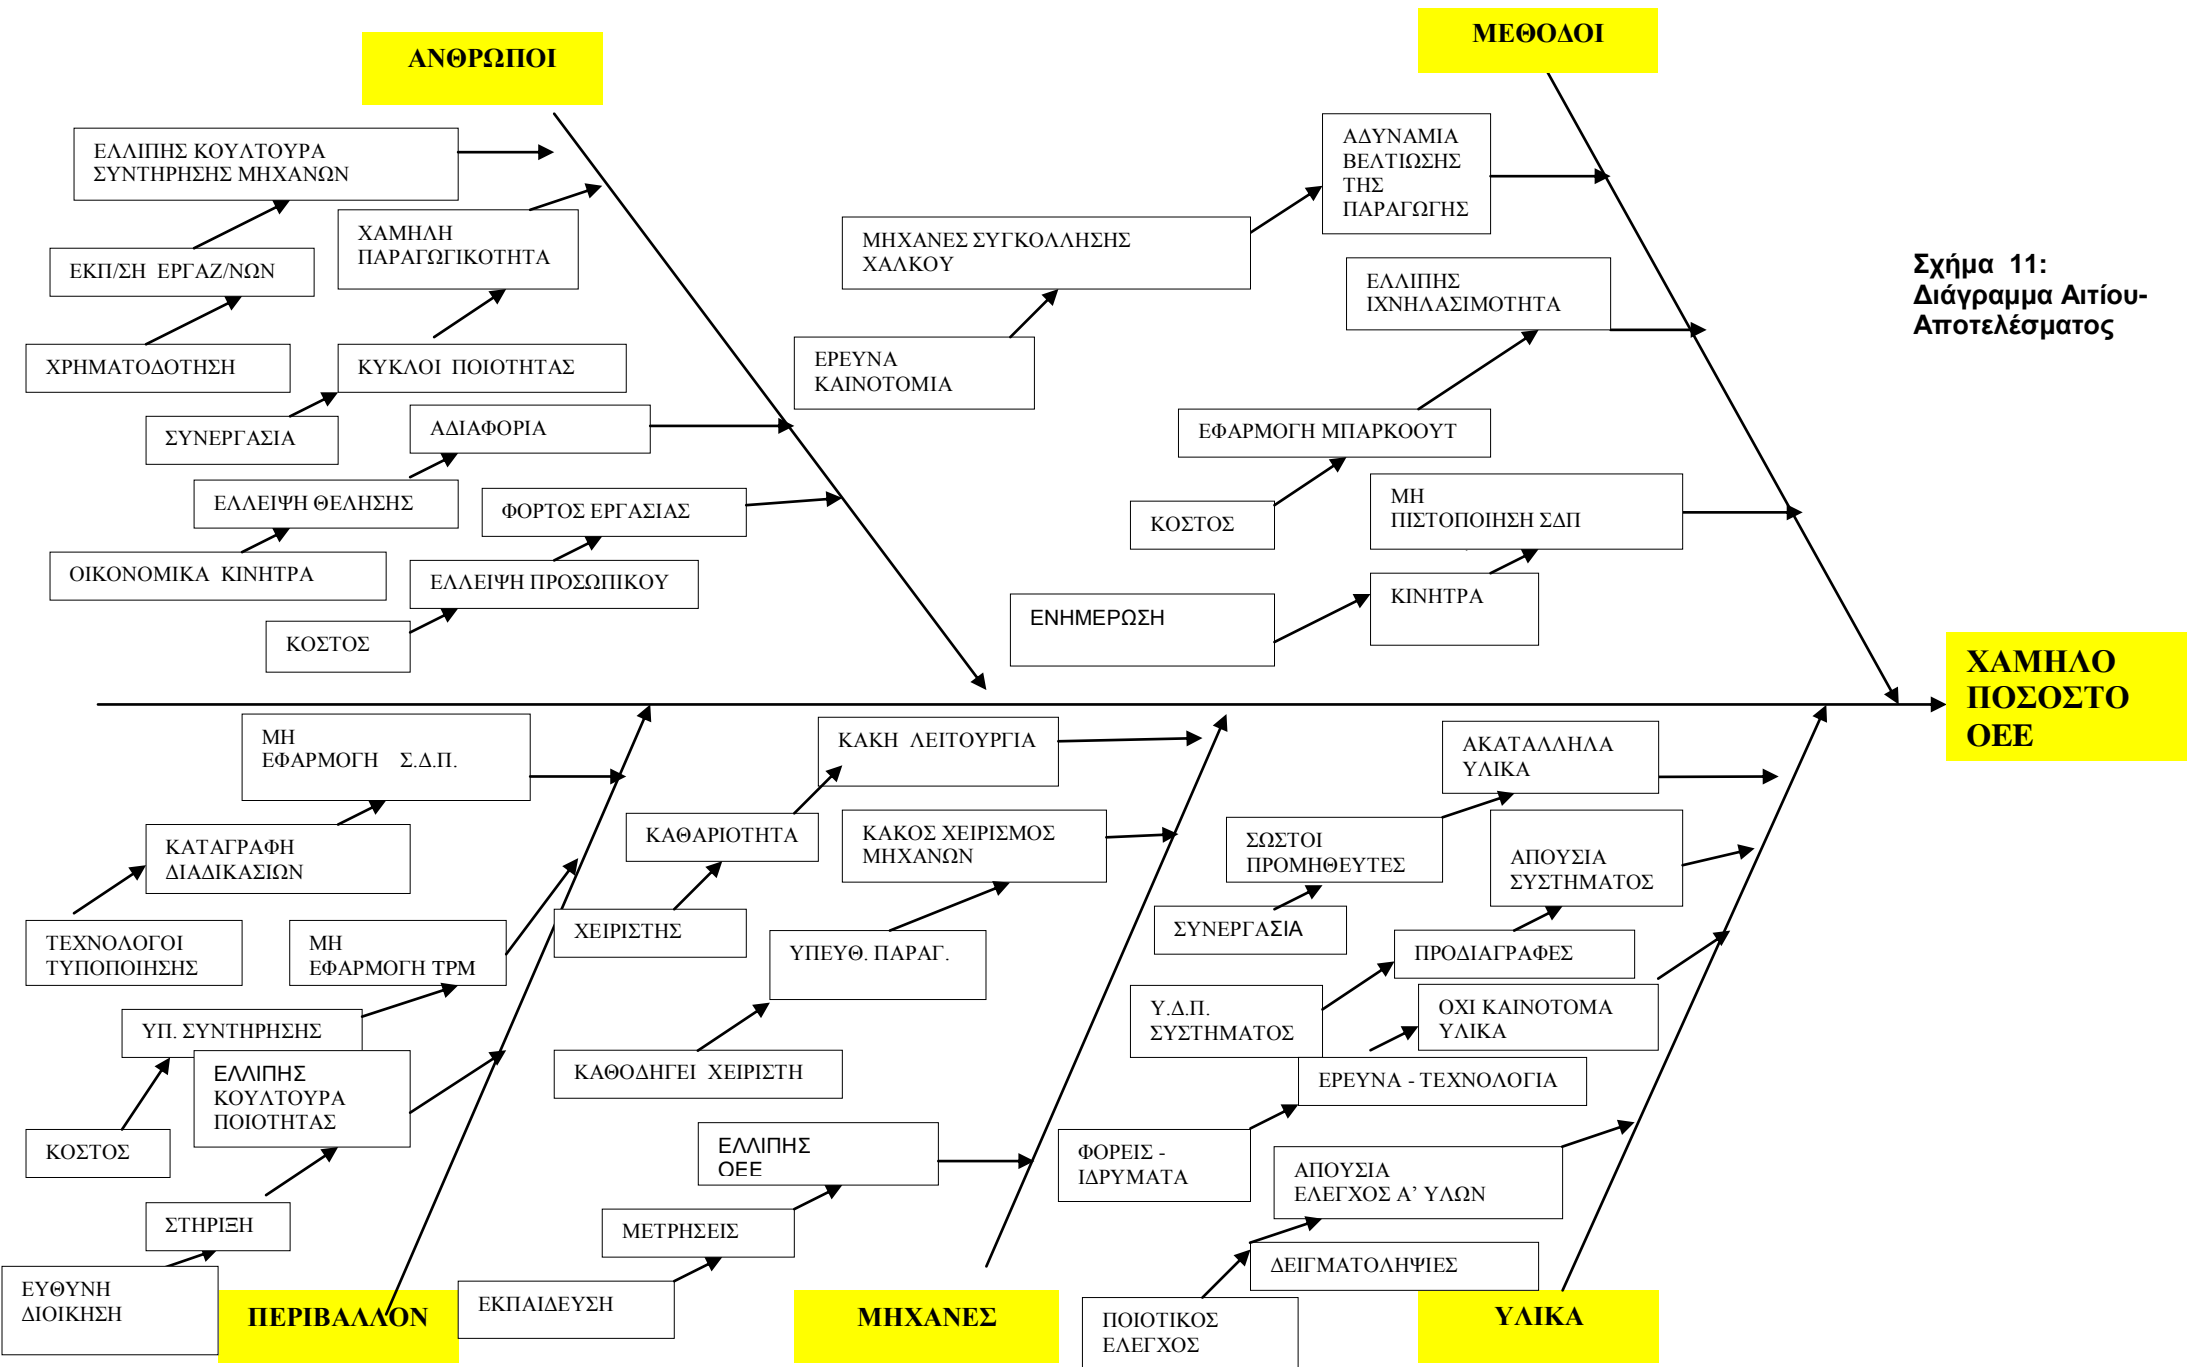 ΑΝΘΡΩΠΟΙ
ΜΕΘΟΔΟΙ
ΕΛΛΙΠΗΣ ΚΟΥΛΤΟΥΡΑ
ΣΥΝΤΗΡΗΣΗΣ ΜΗΧΑΝΩΝ
ΧΑΜΗΛΗ
ΠΑΡΑΓΩΓΙΚΟΤΗΤΑ
ΕΚΠ/ΣΗ ΕΡΓΑΖ/ΝΩΝ
ΧΡΗΜΑΤΟΔΟΤΗΣΗ
ΚΥΚΛΟΙ ΠΟΙΟΤΗΤΑΣ
ΣΥΝΕΡΓΑΣΙΑ
ΑΔΙΑΦΟΡΙΑ
ΕΛΛΕΙΨΗ ΘΕΛΗΣΗΣ
ΦΟΡΤΟΣ ΕΡΓΑΣΙΑΣ
ΟΙΚΟΝΟΜΙΚΑ ΚΙΝΗΤΡΑ
ΕΛΛΕΙΨΗ ΠΡΟΣΩΠΙΚΟΥ
ΚΟΣΤΟΣ
ΑΔΥΝΑΜΙΑ
ΒΕΛΤΙΩΣΗΣ
ΤΗΣ
ΠΑΡΑΓΩΓΗΣ
ΜΗΧΑΝΕΣ ΣΥΓΚΟΛΛΗΣΗΣ
ΧΑΛΚΟΥ
ΕΡΕΥΝΑ
ΚΑΙΝΟΤΟΜΙΑ
ΕΛΛΙΠΗΣ
ΙΧΝΗΛΑΣΙΜΟΤΗΤΑ
ΕΦΑΡΜΟΓΗ ΜΠΑΡΚΟΟΥΤ
ΚΟΣΤΟΣ
ΜΗ
ΠΙΣΤΟΠΟΙΗΣΗ ΣΔΠ
ΚΙΝΗΤΡΑ
ΕΝΗΜΕΡΩΣΗ
Σχήμα 11:
Διάγραμμα Αιτίου-
Αποτελέσματος
ΧΑΜΗΛΟ
ΠΟΣΟΣΤΟ
ΟΕΕ
ΜΗ
ΕΦΑΡΜΟΓΗ Σ.Δ.Π.
ΚΑΤΑΓΡΑΦΗ
ΔΙΑΔΙΚΑΣΙΩΝ
ΤΕΧΝΟΛΟΓΟΙ
ΤΥΠΟΠΟΙΗΣΗΣ
ΜΗ
ΕΦΑΡΜΟΓΗ ΤΡΜ
ΥΠ. ΣΥΝΤΗΡΗΣΗΣ
ΚΟΣΤΟΣ
ΕΛΛΙΠΗΣ
ΚΟΥΛΤΟΥΡΑ
ΠΟΙΟΤΗΤΑΣ
ΣΤΗΡΙΞΗ
ΕΥΘΥΝΗ
ΔΙΟΙΚΗΣΗ
ΠΕΡΙΒΑΛΛΟΝ
ΚΑΚΗ ΛΕΙΤΟΥΡΓΙΑ
ΚΑΘΑΡΙΟΤΗΤΑ
ΧΕΙΡΙΣΤΗΣ
ΚΑΚΟΣ ΧΕΙΡΙΣΜΟΣ
ΜΗΧΑΝΩΝ
ΥΠΕΥΘ. ΠΑΡΑΓ.
ΚΑΘΟΔΗΓΕΙ ΧΕΙΡΙΣΤΗ
ΕΛΛΙΠΗΣ
ΟΕΕ
ΜΕΤΡΗΣΕΙΣ
ΕΚΠΑΙΔΕΥΣΗ
ΜΗΧΑΝΕΣ
ΑΚΑΤΑΛΛΗΛΑ
ΥΛΙΚΑ
ΣΩΣΤΟΙ
ΠΡΟΜΗΘΕΥΤΕΣ
ΣΥΝΕΡΓΑΣΙΑ
ΑΠΟΥΣΙΑ
ΣΥΣΤΗΜΑΤΟΣ
ΠΡΟΔΙΑΓΡΑΦΕΣ
Υ.Δ.Π.
ΣΥΣΤΗΜΑΤΟΣ
ΟΧΙ ΚΑΙΝΟΤΟΜΑ
ΥΛΙΚΑ
ΕΡΕΥΝΑ - ΤΕΧΝΟΛΟΓΙΑ
ΦΟΡΕΙΣ -
ΙΔΡΥΜΑΤΑ
ΑΠΟΥΣΙΑ
ΕΛΕΓΧΟΣ Α' ΥΛΩΝ
ΔΕΙΓΜΑΤΟΛΗΨΙΕΣ
ΠΟΙΟΤΙΚΟΣ
ΕΛΕΓΧΟΣ
ΥΛΙΚΑ